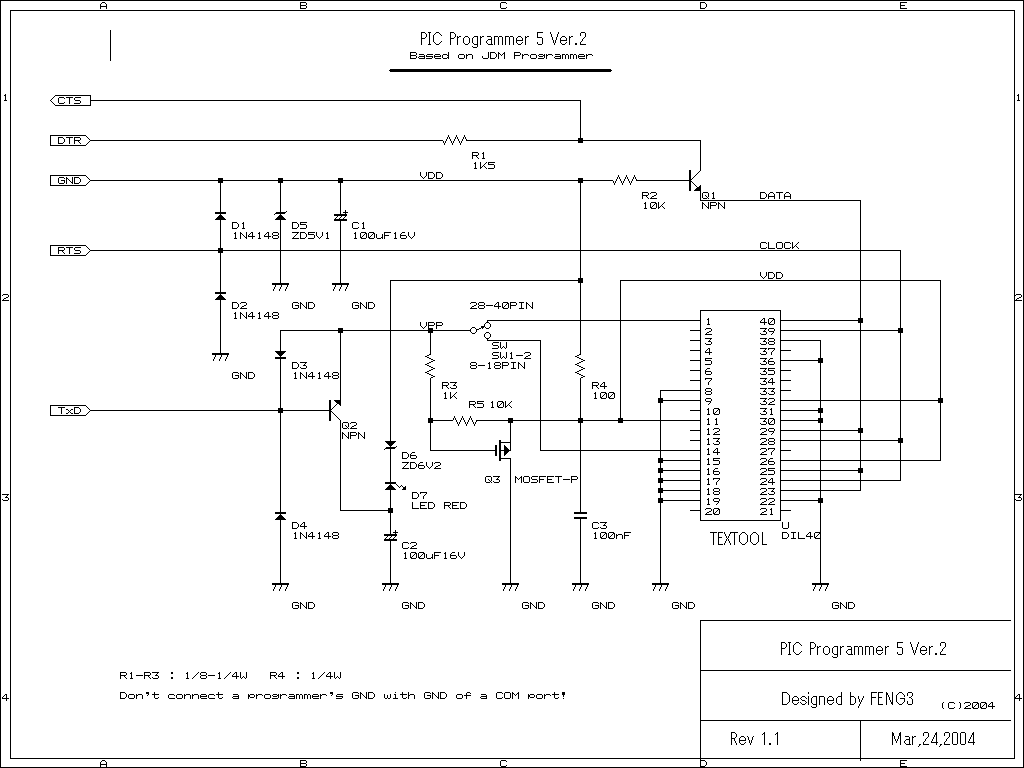 A B C D E
PIC Programmer 5 Ver.2
Based on JDM Programmer
1 1
CTS
DTR
R1
1K5
GND
VDD
R2
10K
Q1
NPN
DATA
D1
1N4148
D5
ZD5V1
C1
100uF16V
RTS
CLOCK
VDD
2 2
D2
1N4148
GND
GND
28-40PIN
VPP
SW
SW1-2
8-18PIN
GND
D3
1N4148
R3
1K
R4
100
R5 10K
TxD
Q2
NPN
D6
ZD6V2
Q3
MOSFET-P
D7
LED RED
3 3
D4
1N4148
C2
100uF16V
C3
100nF
1 40
2 39
3 38
4 37
5 36
6 35
7 34
8 33
9 32
10 31
11 30
12 29
13 28
14 27
15 26
16 25
17 24
18 23
19 22
20 21
TEXTOOL
U
DIL40
GND
GND
GND
GND
GND
GND
PIC Programmer 5 Ver.2
R1-R3 : 1/8-1/4W R4 : 1/4W
Don't connect a programmer's GND with GND of a COM port!
4 4
Designed by FENG3
(C)2004
Rev 1.1
Mar,24,2004
A B C D E